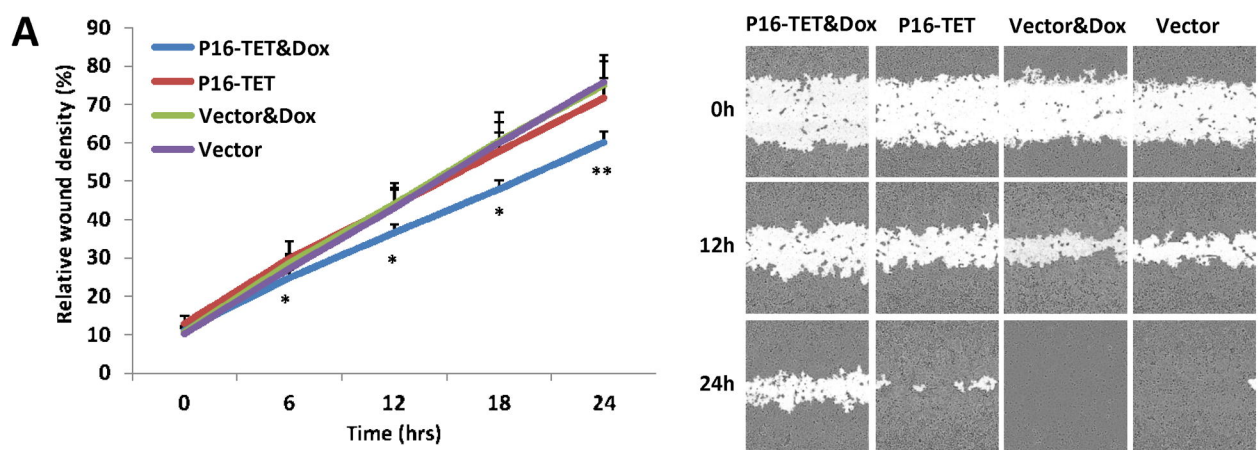 A
Relative wound density (%)
90
80
70
60
50
40
30
20
10
0
P16-TET&Dox
P16-TET
Vector&Dox
Vector
*
*
*
**
0 6 12 18 24
Time (hrs)
P16-TET&Dox P16-TET Vector&Dox Vector
0h
12h
24h